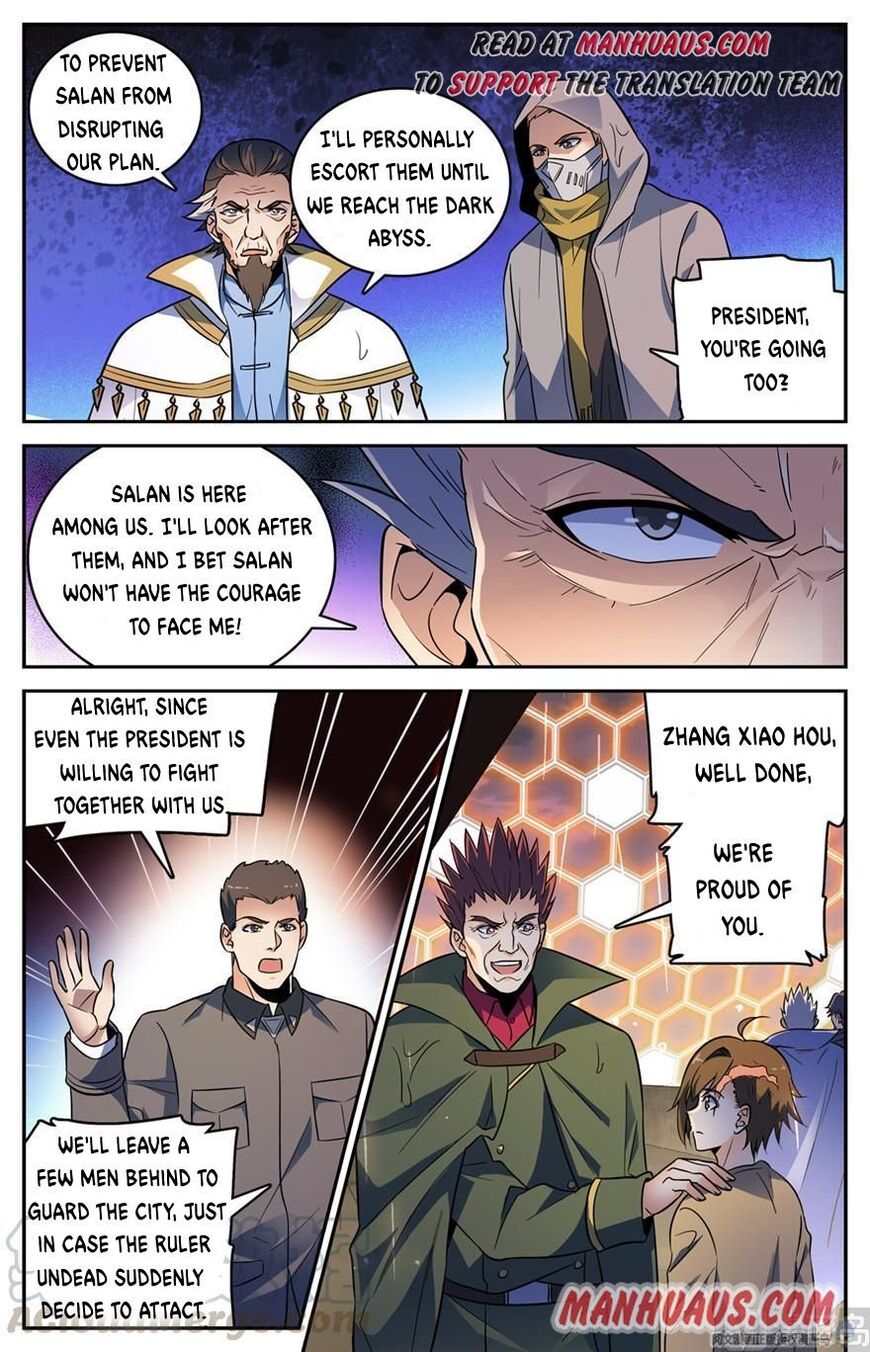 READ AT MANHUAUS.COM
TO SUPPORT THE TRANSLATION TEAM
TO PREVENT
SALAN FROM
DISRUPTING
OUR PLAN.
I'LL PERSONALLY
ESCORT THEM UNTIL
WE REACH THE DARK
ABYSS.
PRESIDENT,
YOU'RE GOING
TOO?
SALAN IS HERE
AMONG US. I'LL LOOK AFTER
THEM, AND I BET SALAN
WON'T HAVE THE COURAGE
TO FACE ME!
ALRIGHT, SINCE
EVEN THE PRESIDENT IS
WILLING TO FIGHT
TOGETHER WITH US.
ZHANG XIAO HOU,
WELL DONE,
WE'RE
PROUD OF
YOU.
WE'LL LEAVE A
FEW MEN BEHIND TO
GUARD THE CITY, JUST
IN CASE THE RULER
UNDEAD SUDDENLY
DECIDE TO ATTACT.
MANHUAUS.COM